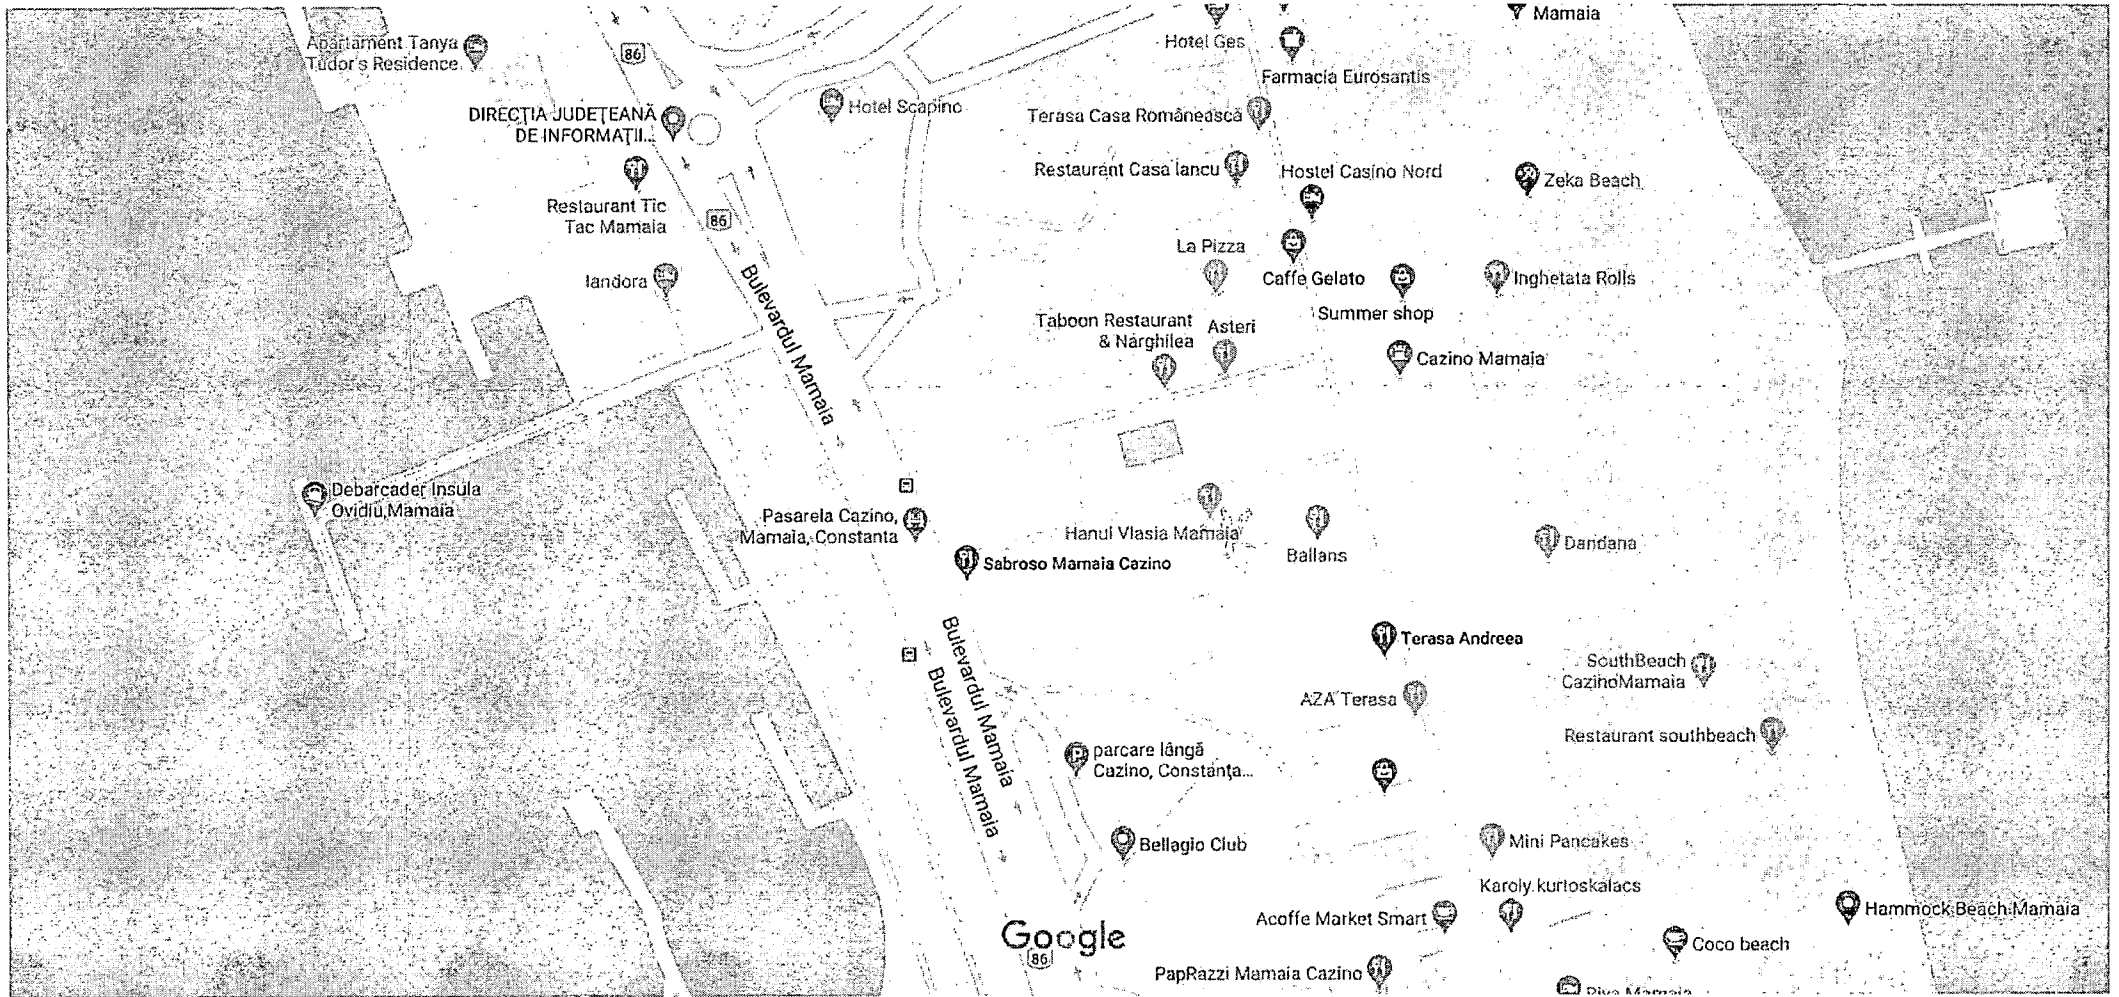 Apartament Tanya
Tudor's Residence
86
Hotel Ges
Mamaia
Farmacia Eurosantis
DIRECȚIA JUDEȚEANĂ
DE INFORMAȚII...
Hotel Scapino
Terasa Casa Românească
Restaurant Casa Iancu
Hostel Casino Nord
Zeka Beach
Restaurant Tic
Tac Mamaia
86
La Pizza
Iandora
Caffe Gelato
Inghetata Rolls
Summer shop
Bulevardul Mamaia
Taboon Restaurant
& Narghilea
Asteri
Cazino Mamaia
Debarcader Insula
Ovidiu,Mamaia
Pasarela Cazino,
Mamaia, Constanta
Hanul Vlasia Mamaia
Ballans
Dandana
Sabroso Mamaia Cazino
Bulevardul Mamaia
Bulevardul Mamaia
Terasa Andreea
SouthBeach
CazinoMamaia
AZA Terasa
Restaurant southbeach
parcare lângă
Cazino, Constanța...
Bellagio Club
Mini Pancakes
Karoly.kurtoskalacs
Acoffe Market Smart
Hammock Beach Mamaia
Google
86
Coco beach
PapRazzi Mamaia Cazino
Mamaia